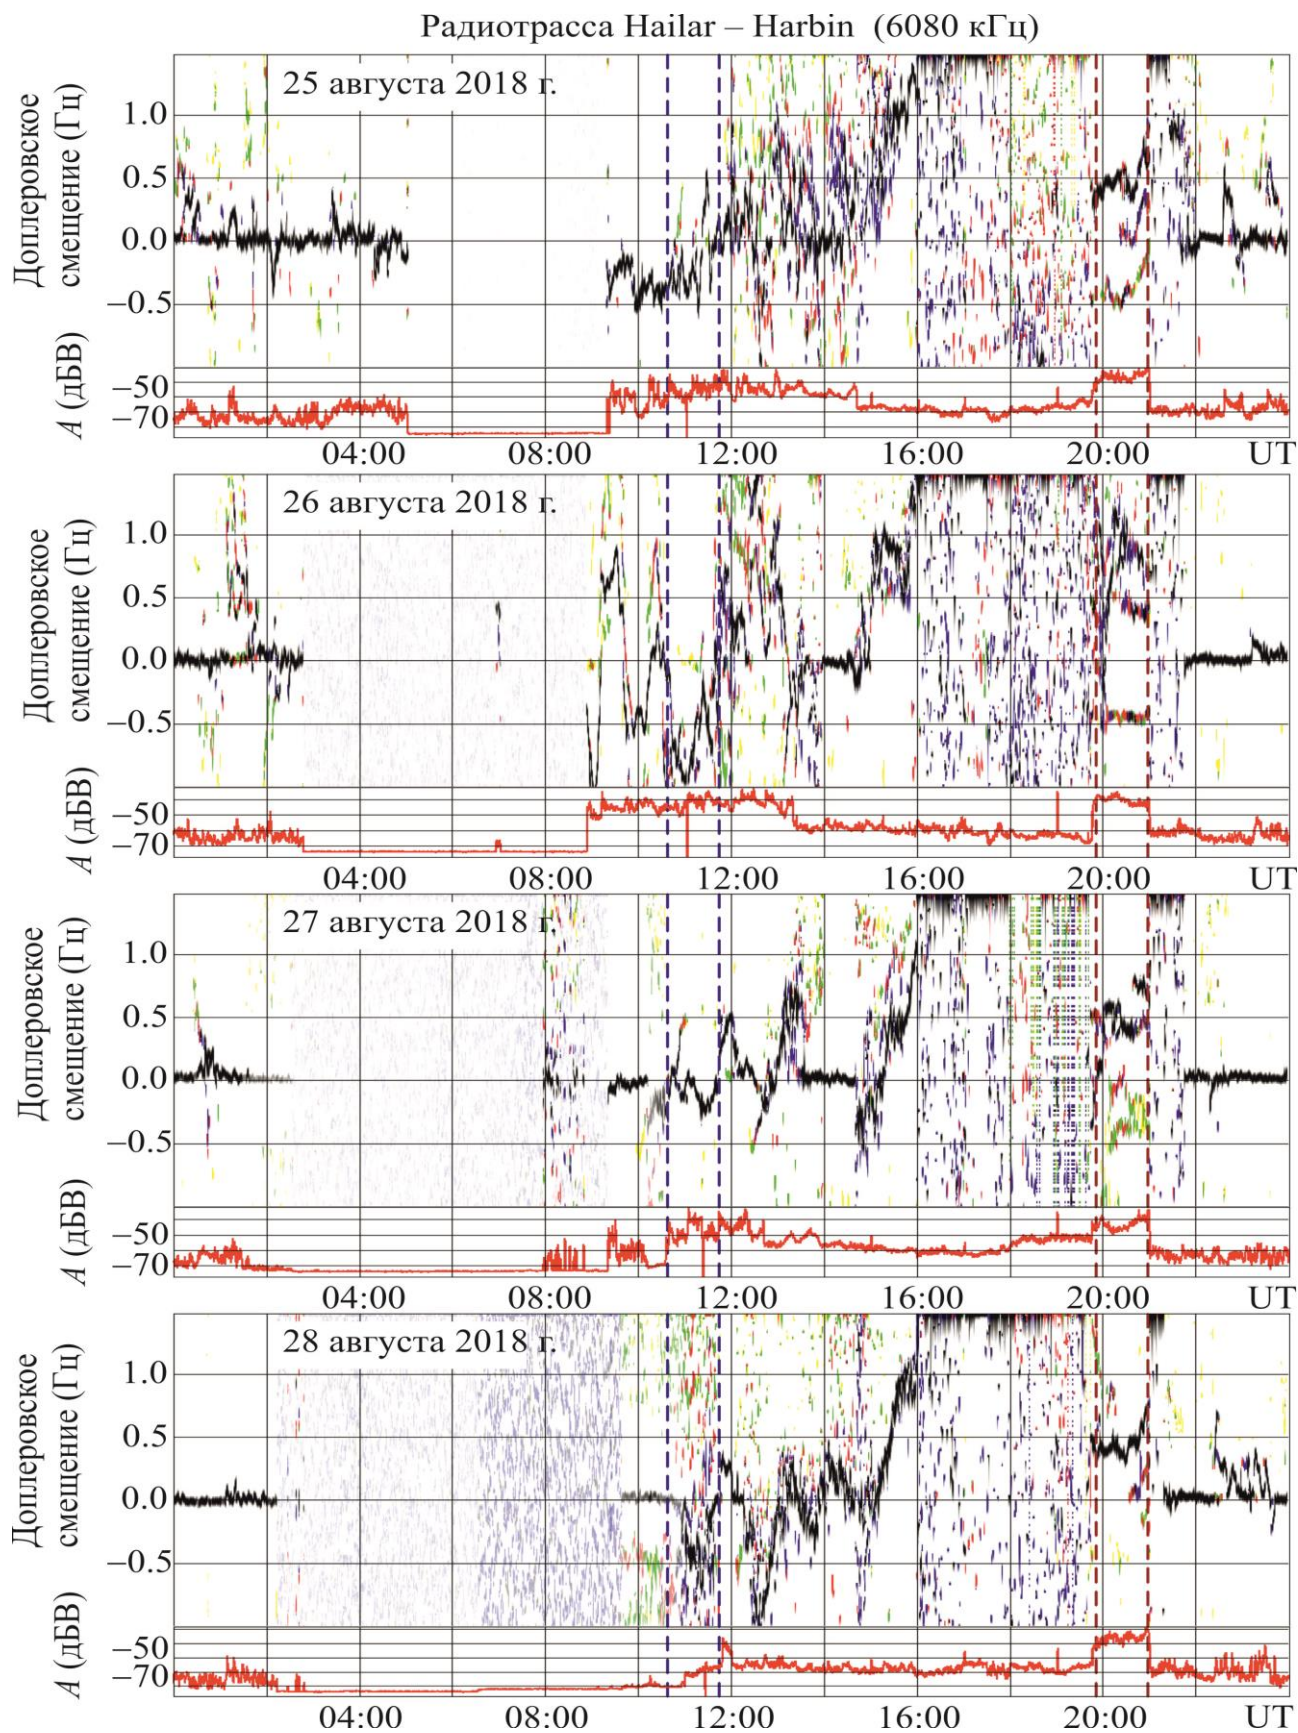 Радиотрасса Hailar – Harbin (6080 кГц)
25 августа 2018 г.
Доплеровское
смещение (Гц)
1.0
0.5
0.0
−0.5
A (дБВ)
−50
−70
04:00 08:00 12:00 16:00 20:00 UT
26 августа 2018 г.
Доплеровское
смещение (Гц)
1.0
0.5
0.0
−0.5
A (дБВ)
−50
−70
04:00 08:00 12:00 16:00 20:00 UT
27 августа 2018 г.
Доплеровское
смещение (Гц)
1.0
0.5
0.0
−0.5
A (дБВ)
−50
−70
04:00 08:00 12:00 16:00 20:00 UT
28 августа 2018 г.
Доплеровское
смещение (Гц)
1.0
0.5
0.0
−0.5
A (дБВ)
−50
−70
04:00 08:00 12:00 16:00 20:00 UT